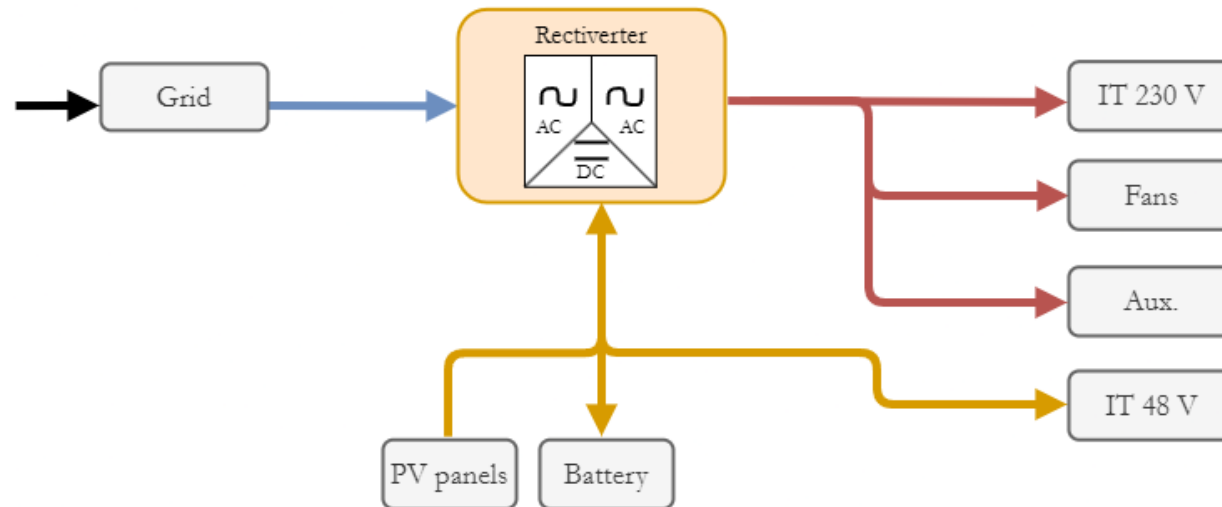 Rectiverter
Grid
AC
AC
DC
IT 230 V
Fans
Aux.
IT 48 V
PV panels
Battery